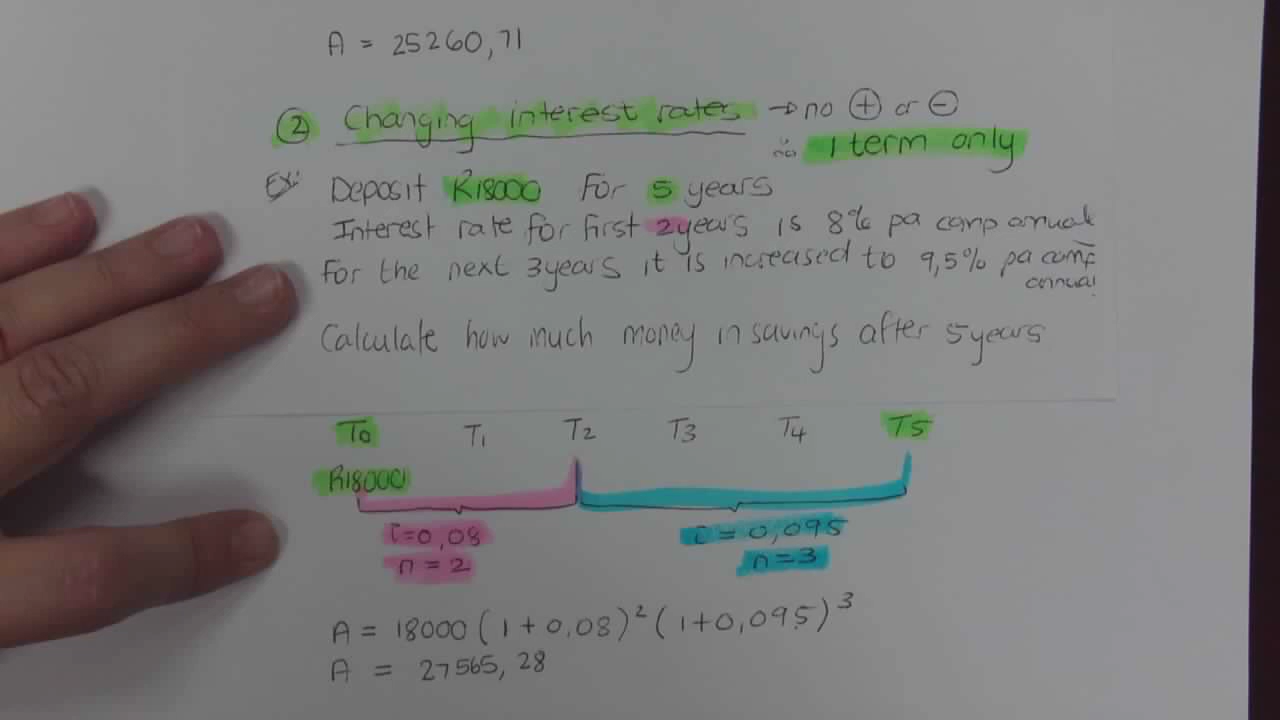 A = 25260,71
② Changing interest rates → no ⊕ or ⊖
∴ 1 term only
Ex: Deposit R18000 for 5 years
Interest rate for first 2years is 8% pa comp annual
For the next 3years it is increased to 9,5% pa comp
annual
Calculate how much money in savings after 5years
T0 T1 T2 T3 T4 T5
R18000
i=0,08 i = 0,095
n = 2 n = 3
A = 18000 (1 + 0,08)² (1+0,095)³
A = 27565,28